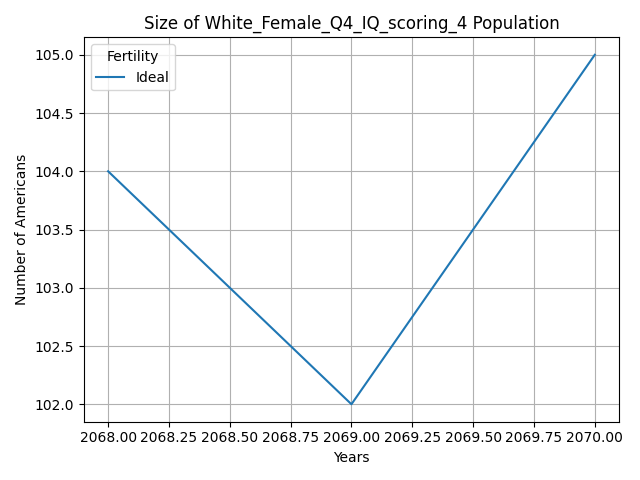 Size of White_Female_Q4_IQ_scoring_4 Population
Fertility
Ideal
Number of Americans
105.0
104.5
104.0
103.5
103.0
102.5
102.0
2068.00 2068.25 2068.50 2068.75 2069.00 2069.25 2069.50 2069.75 2070.00
Years